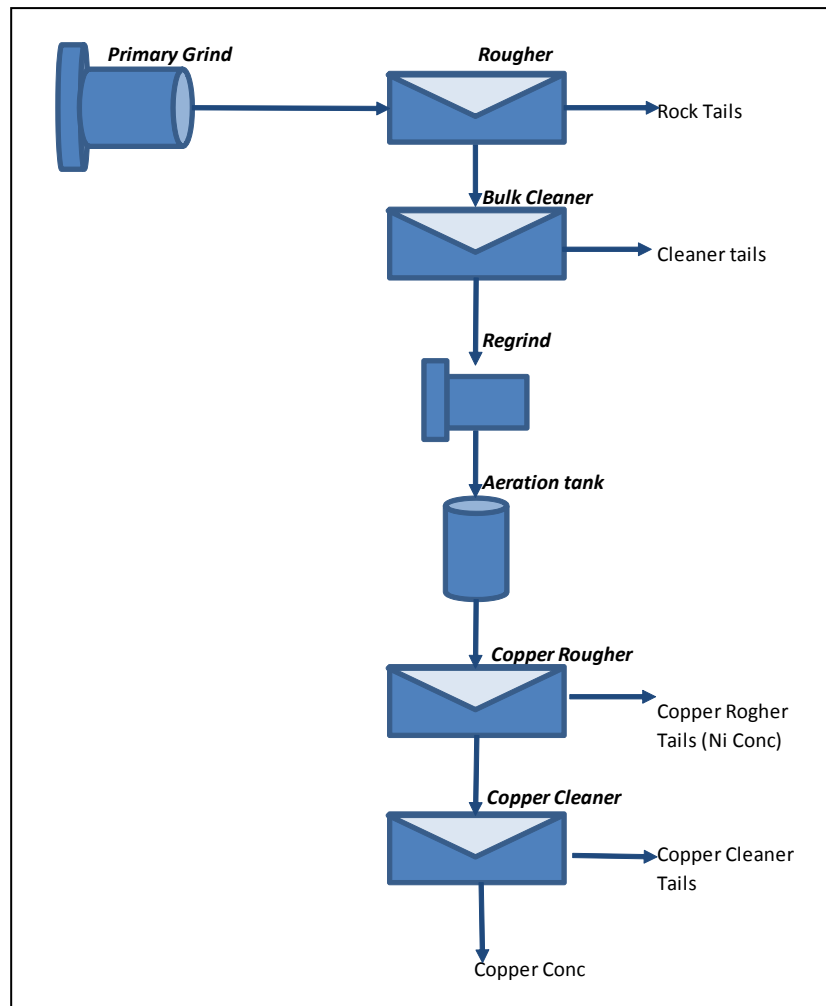 Primary Grind
Rougher
Rock Tails
Bulk Cleaner
Cleaner tails
Regrind
Aeration tank
Copper Rougher
Copper Rogher
Tails (Ni Conc)
Copper Cleaner
Copper Cleaner
Tails
Copper Conc